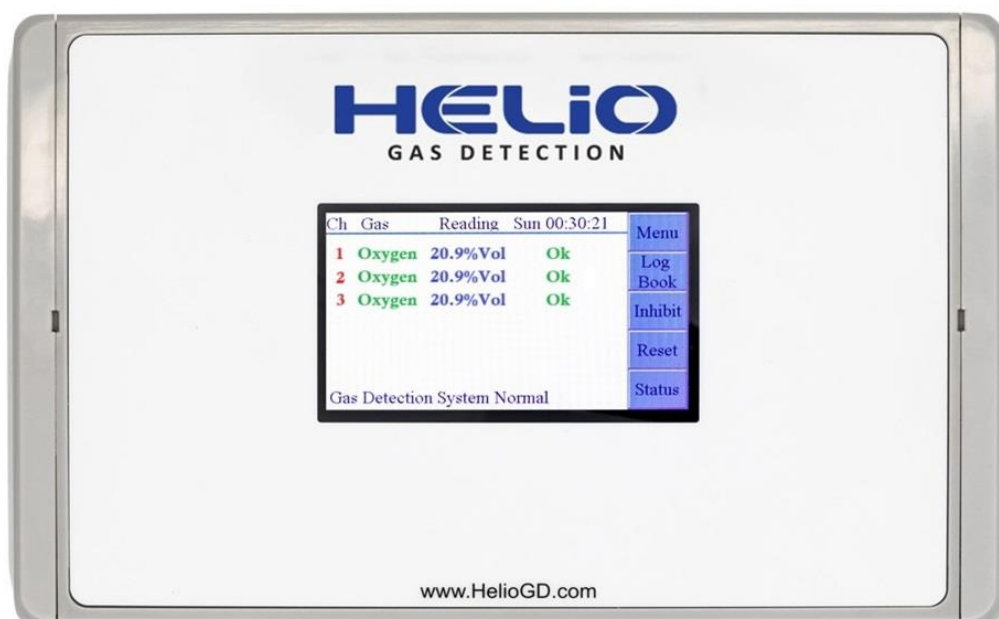 HELiO
GAS DETECTION
Ch Gas Reading Sun 00:30:21
1 Oxygen 20.9%Vol Ok
2 Oxygen 20.9%Vol Ok
3 Oxygen 20.9%Vol Ok
Gas Detection System Normal
Menu
Log
Book
Inhibit
Reset
Status
www.HelioGD.com